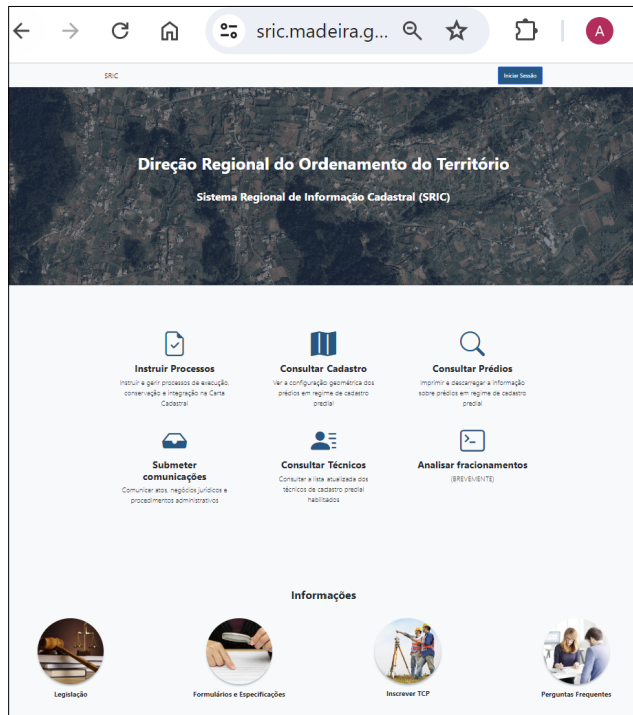 sric.madeira.g...
A
SRIC
Iniciar Sessão
Direção Regional do Ordenamento do Território
Sistema Regional de Informação Cadastral (SRIC)
Instruir Processos
Instruir e gerir processos de execução,
conservação e integração na Carta
Cadastral
Consultar Cadastro
Ver a configuração geométrica dos
prédios em regime de cadastro
predial
Consultar Prédios
Imprimir e descarregar a informação
sobre prédios em regime de cadastro
predial
Submeter
comunicações
Comunicar atos, negócios jurídicos e
procedimentos administrativos
Consultar Técnicos
Consultar a lista atualizada dos
técnicos de cadastro predial
habilitados
Analisar fracionamentos
(BREVEMENTE)
Informações
Legislação
Formulários e Especificações
Inscrever TCP
Perguntas Frequentes